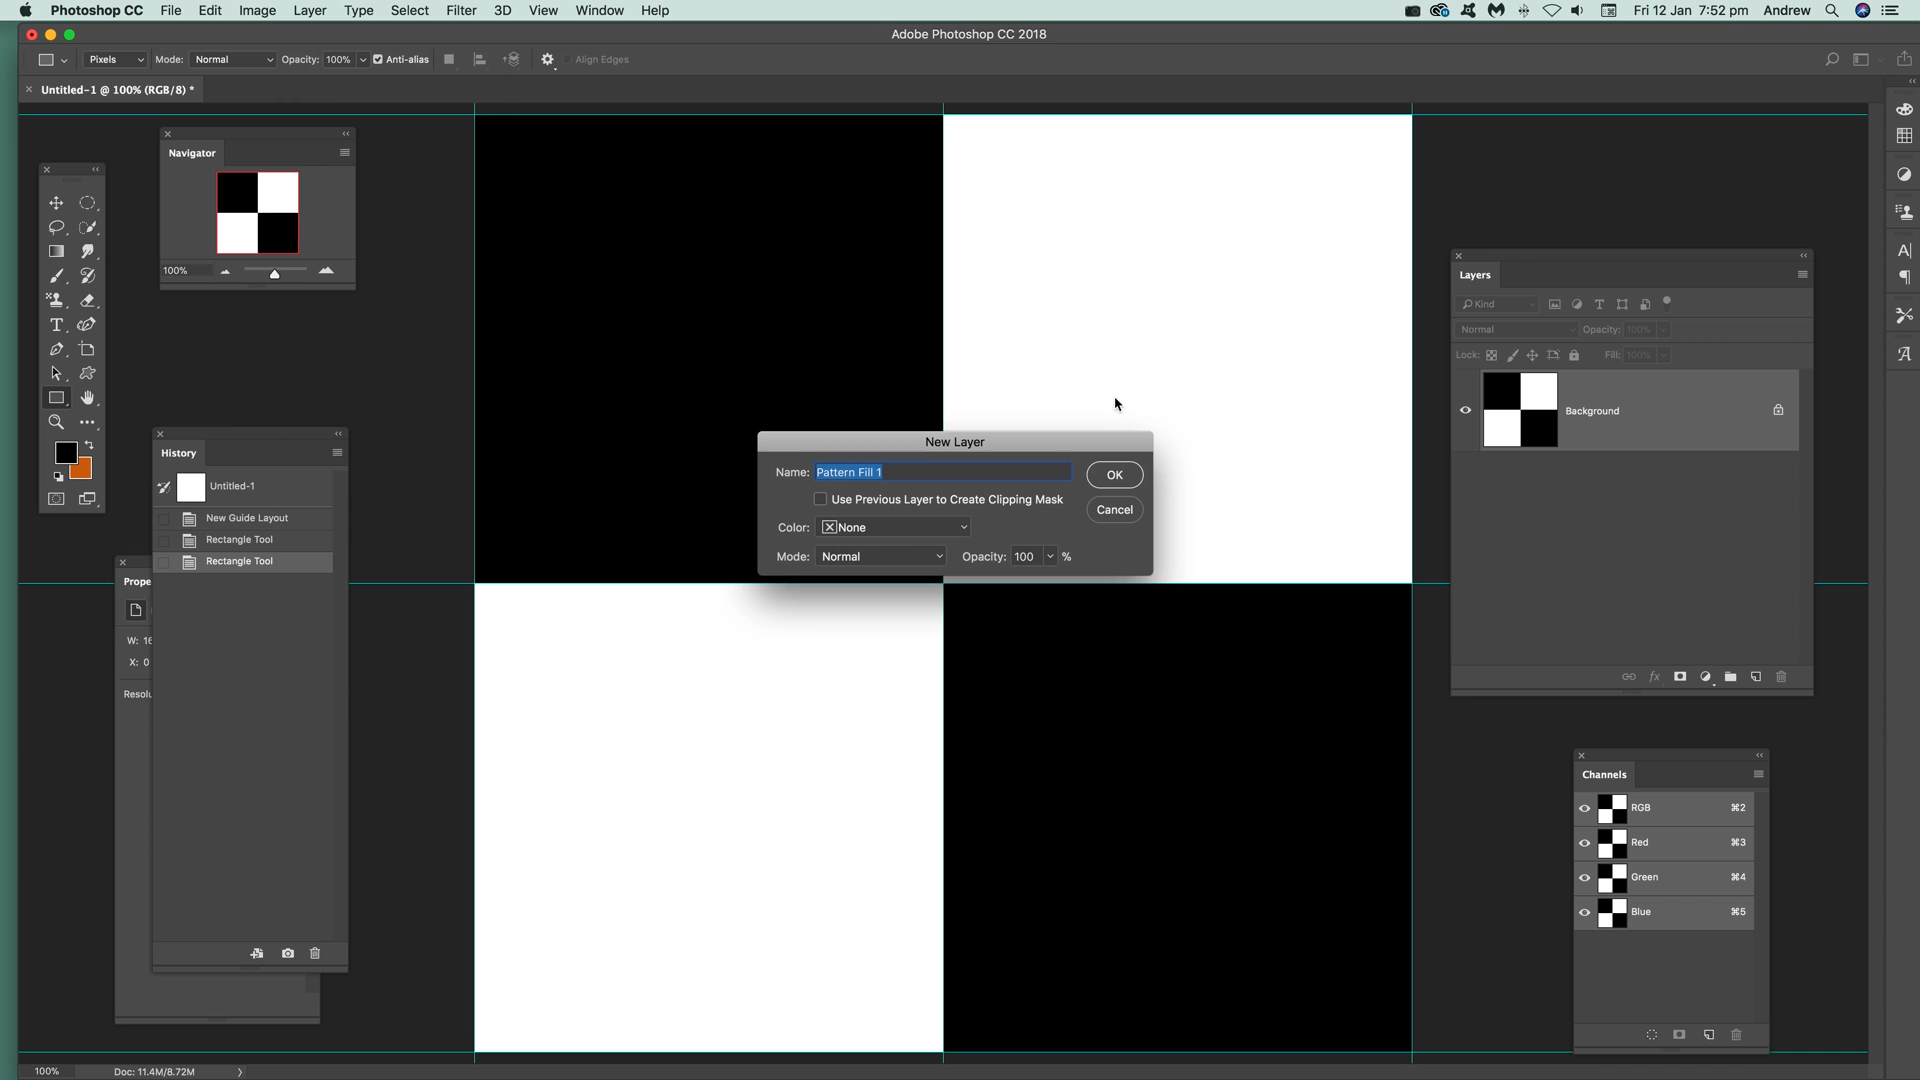 Photoshop CC File Edit Image Layer Type Select Filter 3D View Window Help Fri 12 Jan 7:52 pm Andrew
Adobe Photoshop CC 2018
Pixels Mode: Normal Opacity: 100% Anti-alias Align Edges
Untitled-1 @ 100% (RGB/8) *
Navigator
100%
History
Untitled-1
New Guide Layout
Rectangle Tool
Rectangle Tool
Prope
W: 16
X: 0
Resolu
New Layer
Name: Pattern Fill 1
OK
Use Previous Layer to Create Clipping Mask
Cancel
Color: None
Mode: Normal Opacity: 100 %
Layers
Kind
Normal Opacity: 100%
Lock: Fill: 100%
Background
fx
Channels
RGB ⌘2
Red ⌘3
Green ⌘4
Blue ⌘5
100% Doc: 11.4M/8.72M